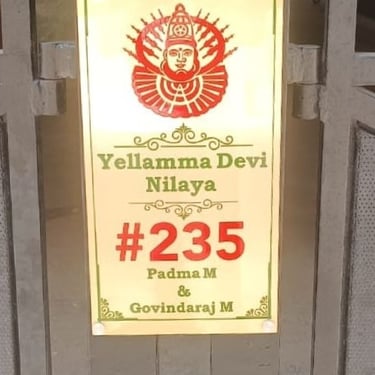 Yellamma Devi
Nilaya
#235
Padma M
&
Govindaraj M